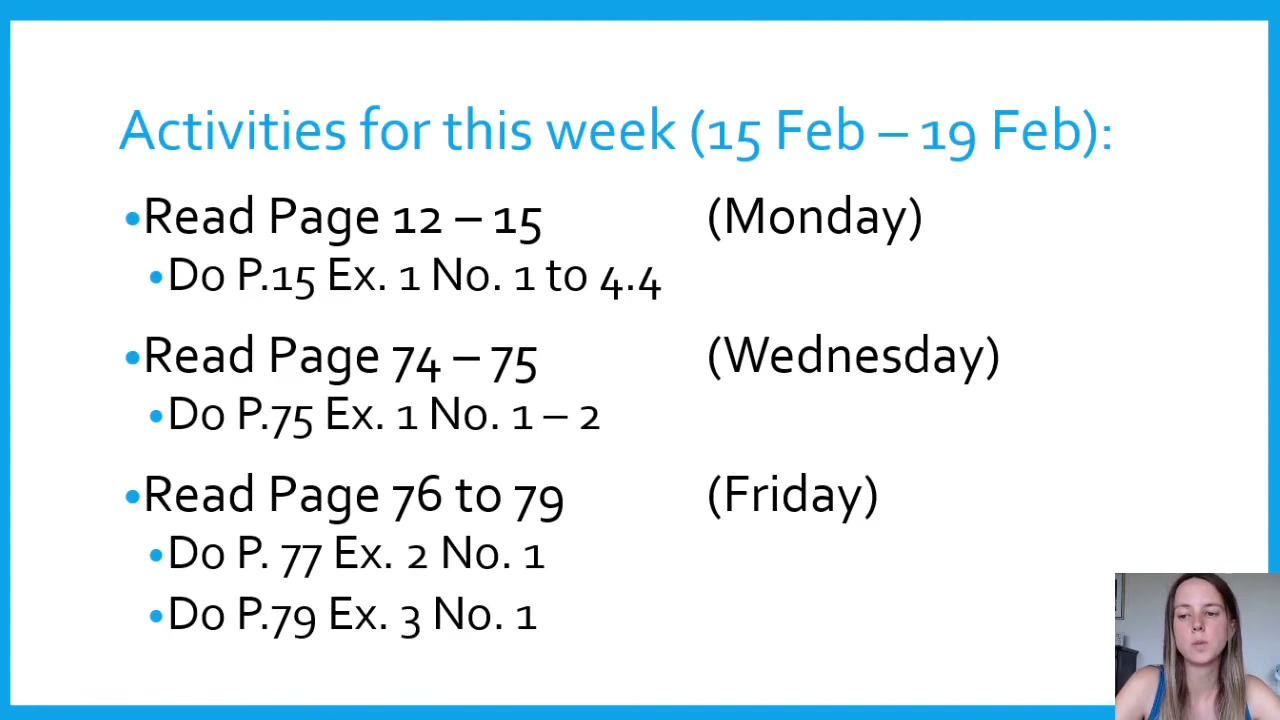 Activities for this week (15 Feb – 19 Feb):
•Read Page 12 – 15 (Monday)
•Do P.15 Ex. 1 No. 1 to 4.4
•Read Page 74 – 75 (Wednesday)
•Do P.75 Ex. 1 No. 1 – 2
•Read Page 76 to 79 (Friday)
•Do P. 77 Ex. 2 No. 1
•Do P.79 Ex. 3 No. 1